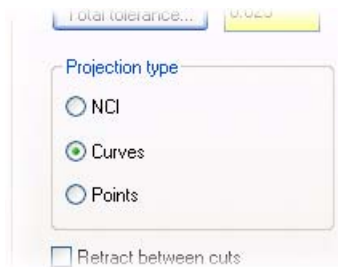 Total tolerance...
0.025
Projection type
NCI
Curves
Points
Retract between cuts